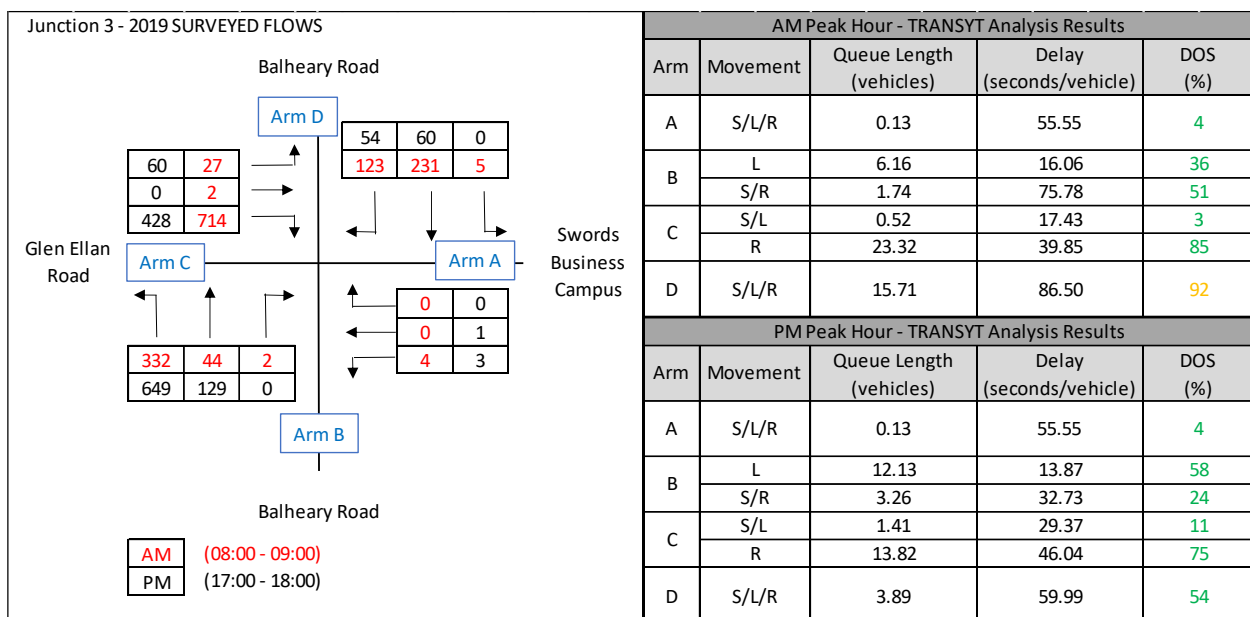 Junction 3 - 2019 SURVEYED FLOWS
Balheary Road
Arm D
54 60 0
123 231 5
60 27
0 2
428 714
Glen Ellan
Road
Arm C
Arm A
Swords
Business
Campus
0 0
0 1
4 3
332 44 2
649 129 0
Arm B
Balheary Road
AM (08:00 - 09:00)
PM (17:00 - 18:00)
AM Peak Hour - TRANSYT Analysis Results
Arm Movement Queue Length (vehicles) Delay (seconds/vehicle) DOS (%)
A S/L/R 0.13 55.55 4
B L 6.16 16.06 36
S/R 1.74 75.78 51
C S/L 0.52 17.43 3
R 23.32 39.85 85
D S/L/R 15.71 86.50 92
PM Peak Hour - TRANSYT Analysis Results
Arm Movement Queue Length (vehicles) Delay (seconds/vehicle) DOS (%)
A S/L/R 0.13 55.55 4
B L 12.13 13.87 58
S/R 3.26 32.73 24
C S/L 1.41 29.37 11
R 13.82 46.04 75
D S/L/R 3.89 59.99 54